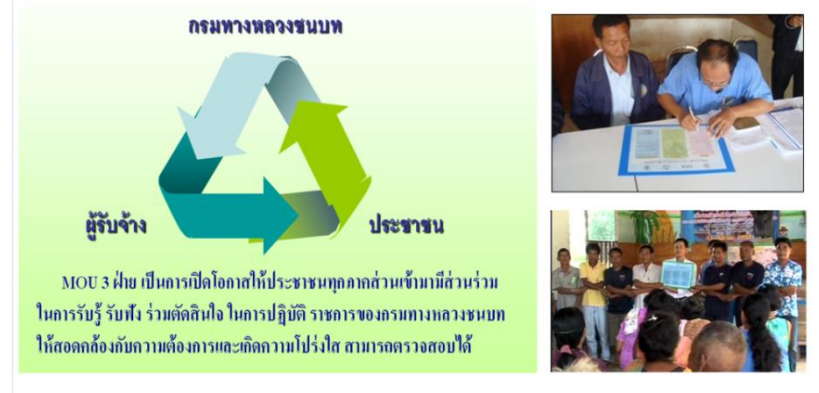 กรมทางหลวงชนบท
ผู้รับจ้าง
ประชาชน
MOU 3 ฝ่าย เป็นการเปิดโอกาสให้ประชาชนทุกภาคส่วนเข้ามามีส่วนร่วม
ในการรับรู้ รับฟัง ร่วมตัดสินใจ ในการปฏิบัติ ราชการของกรมทางหลวงชนบท
ให้สอดคล้องกับความต้องการและเกิดความโปร่งใส สามารถตรวจสอบได้